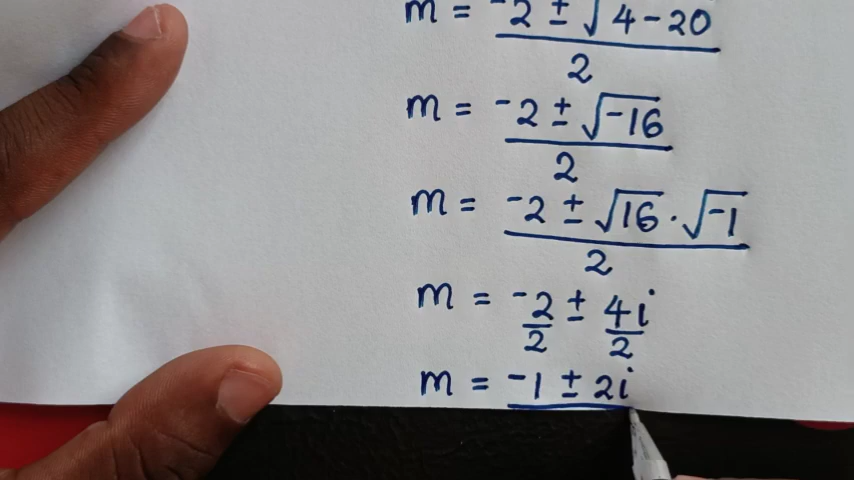 m = ⁻2 ± √4-20 / 2
m = ⁻2 ± √-16 / 2
m = ⁻2 ± √16 · √-1 / 2
m = ⁻2/2 ± 4i/2
m = ⁻1 ± 2i